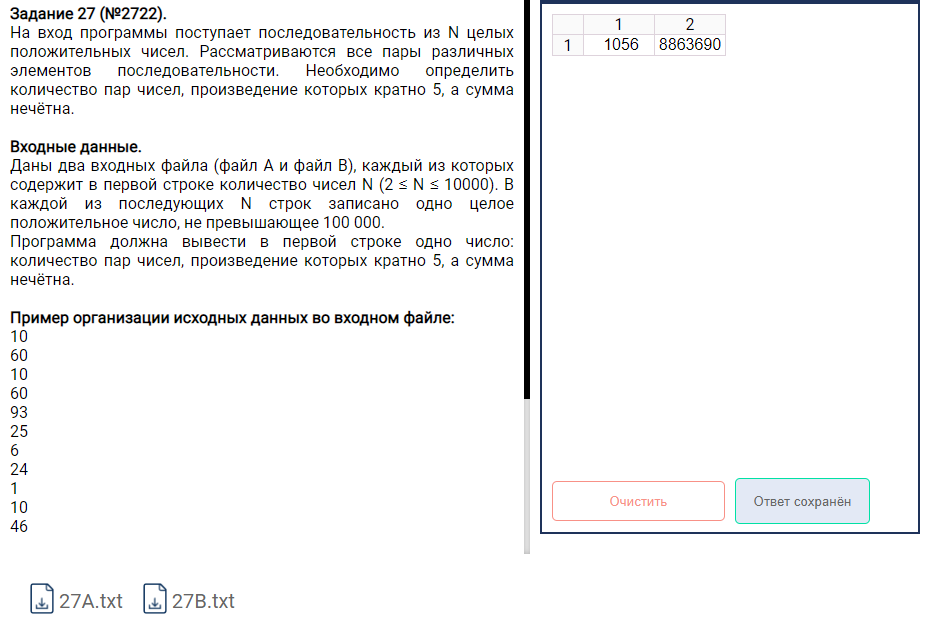 Задание 27 (№2722).
На вход программы поступает последовательность из N целых
положительных чисел. Рассматриваются все пары различных
элементов последовательности. Необходимо определить
количество пар чисел, произведение которых кратно 5, а сумма
нечётна.
Входные данные.
Даны два входных файла (файл A и файл B), каждый из которых
содержит в первой строке количество чисел N (2 ≤ N ≤ 10000). В
каждой из последующих N строк записано одно целое
положительное число, не превышающее 100 000.
Программа должна вывести в первой строке одно число:
количество пар чисел, произведение которых кратно 5, а сумма
нечётна.
Пример организации исходных данных во входном файле:
10
60
10
60
93
25
6
24
1
10
46
27A.txt 27B.txt
1 2
1 1056 8863690
Очистить Ответ сохранён